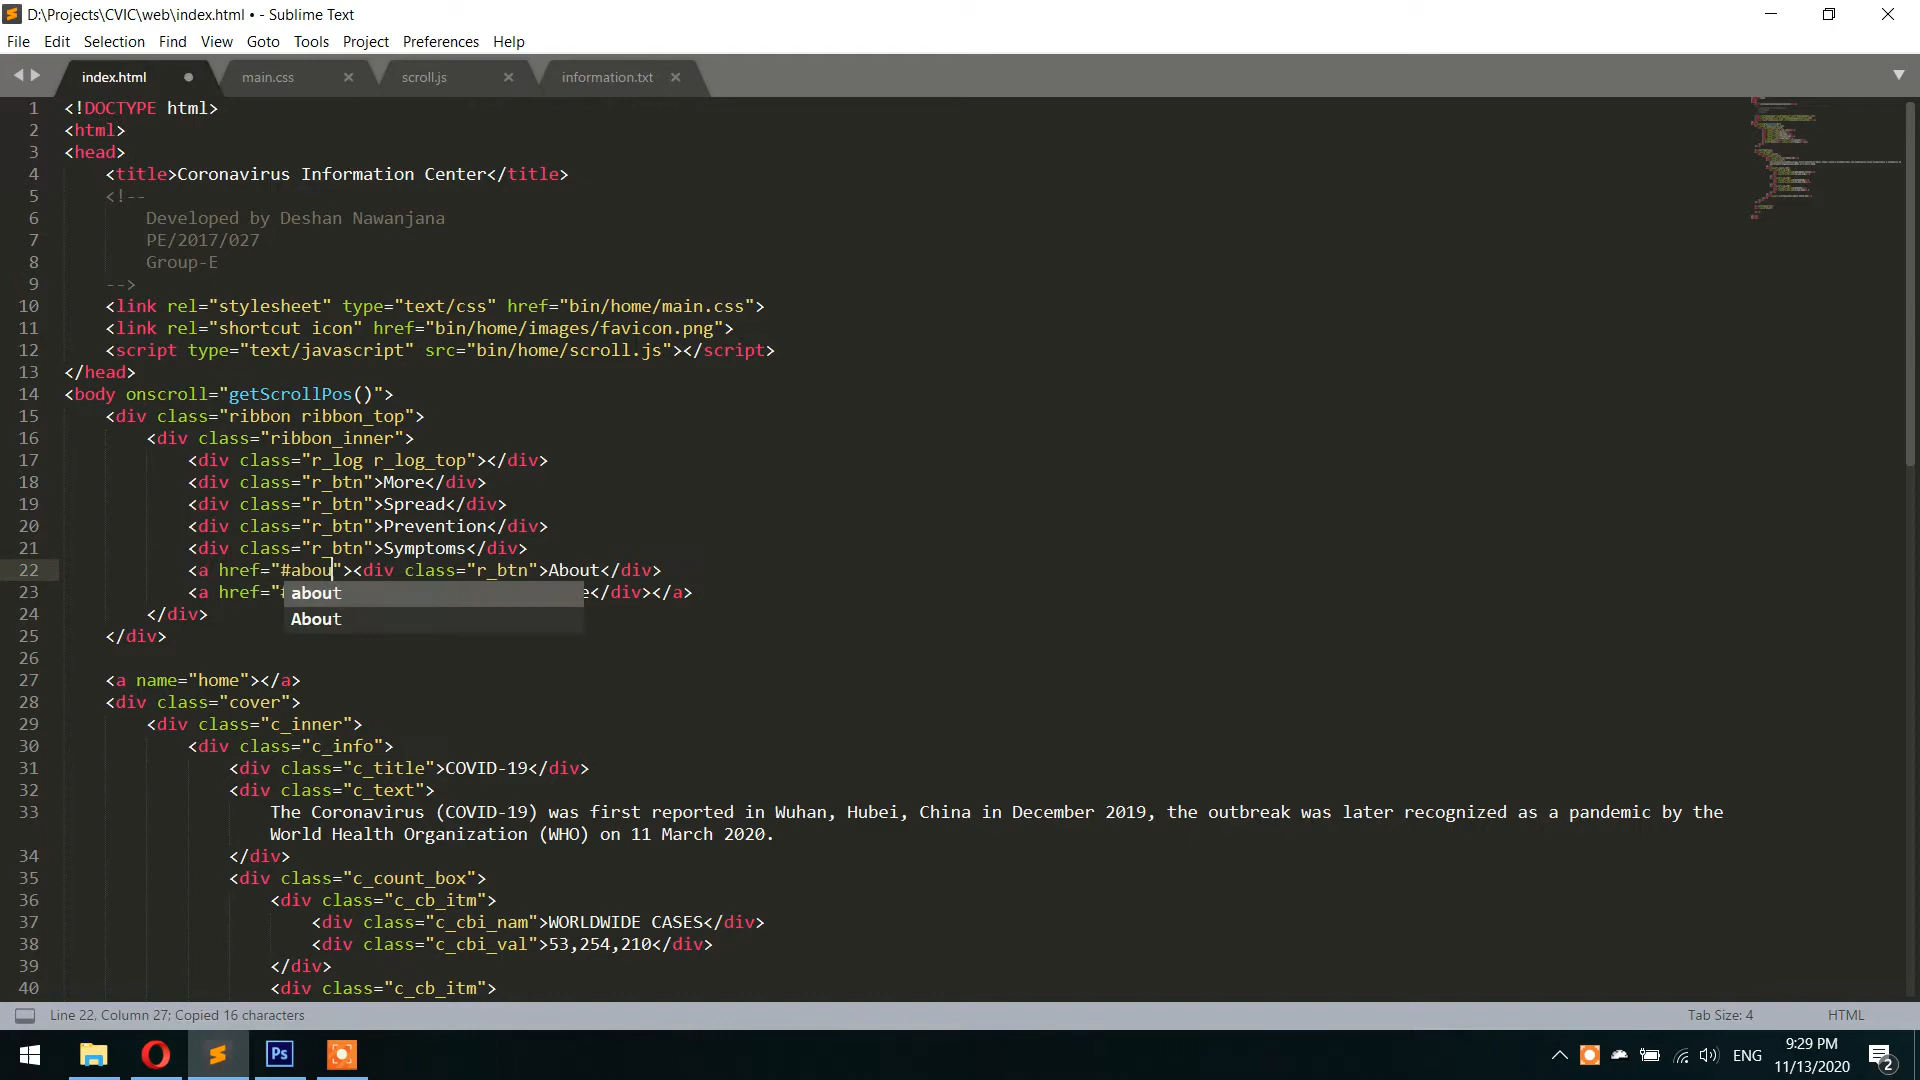 D:\Projects\CVIC\web\index.html • - Sublime Text
File Edit Selection Find View Goto Tools Project Preferences Help
index.html main.css scroll.js information.txt
1 <!DOCTYPE html>
2 <html>
3 <head>
4 <title>Coronavirus Information Center</title>
5 <!--
6 Developed by Deshan Nawanjana
7 PE/2017/027
8 Group-E
9 -->
10 <link rel="stylesheet" type="text/css" href="bin/home/main.css">
11 <link rel="shortcut icon" href="bin/home/images/favicon.png">
12 <script type="text/javascript" src="bin/home/scroll.js"></script>
13 </head>
14 <body onscroll="getScrollPos()">
15 <div class="ribbon ribbon_top">
16 <div class="ribbon_inner">
17 <div class="r_log r_log_top"></div>
18 <div class="r_btn">More</div>
19 <div class="r_btn">Spread</div>
20 <div class="r_btn">Prevention</div>
21 <div class="r_btn">Symptoms</div>
22 <a href="#abou"><div class="r_btn">About</div>
23 <a href=" about e</div></a>
About
24 </div>
25 </div>
26
27 <a name="home"></a>
28 <div class="cover">
29 <div class="c_inner">
30 <div class="c_info">
31 <div class="c_title">COVID-19</div>
32 <div class="c_text">
33 The Coronavirus (COVID-19) was first reported in Wuhan, Hubei, China in December 2019, the outbreak was later recognized as a pandemic by the
World Health Organization (WHO) on 11 March 2020.
34 </div>
35 <div class="c_count_box">
36 <div class="c_cb_itm">
37 <div class="c_cbi_nam">WORLDWIDE CASES</div>
38 <div class="c_cbi_val">53,254,210</div>
39 </div>
40 <div class="c_cb_itm">
Line 22, Column 27; Copied 16 characters Tab Size: 4 HTML
Ps ENG 9:29 PM
11/13/2020 2